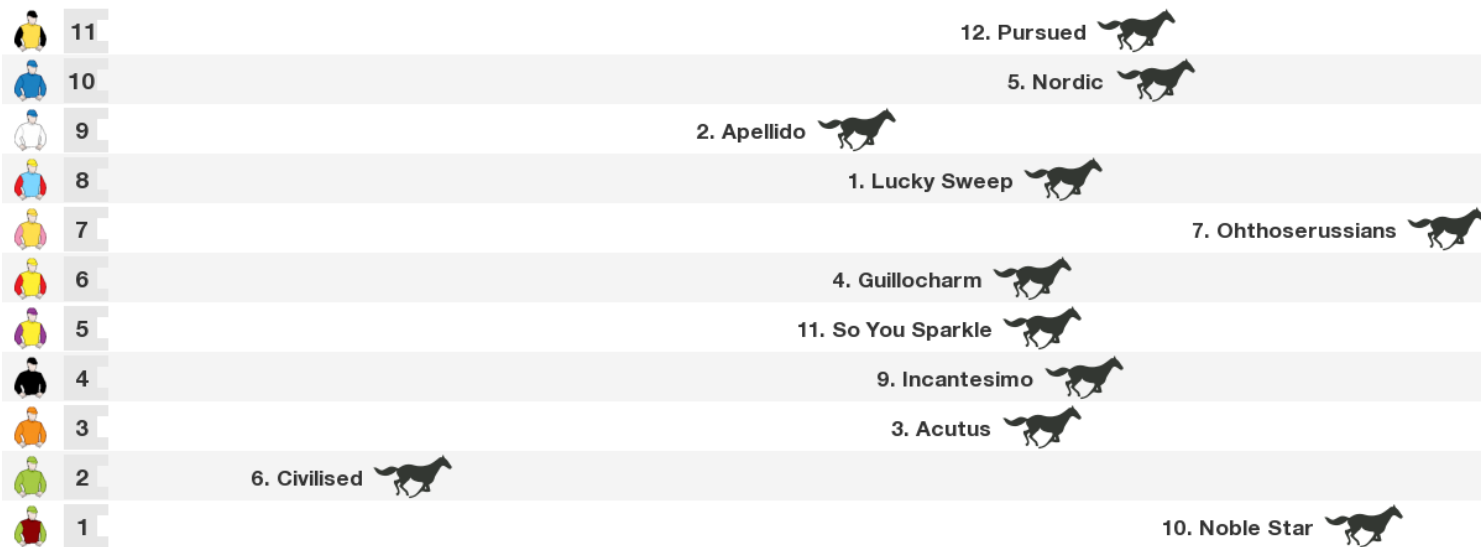 11 12. Pursued
10 5. Nordic
9 2. Apellido
8 1. Lucky Sweep
7 7. Ohthoserussians
6 4. Guillocharm
5 11. So You Sparkle
4 9. Incantesimo
3 3. Acutus
2 6. Civilised
1 10. Noble Star